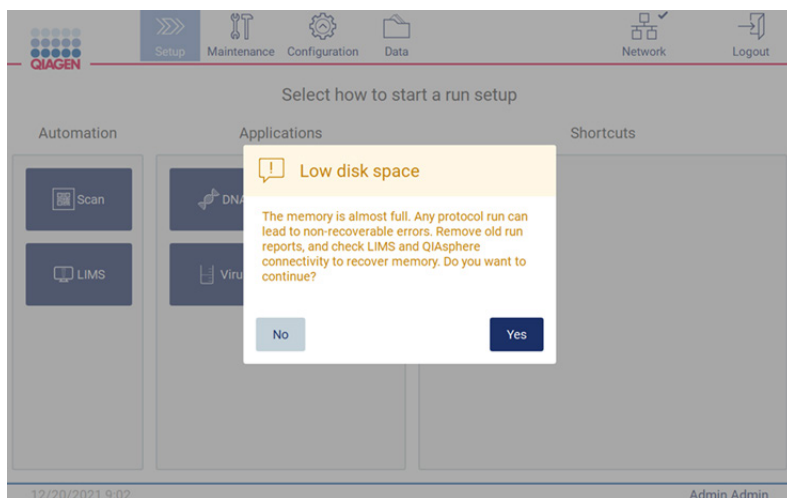 QIAGEN
Setup
Maintenance
Configuration
Data
Network
Logout
Select how to start a run setup
Automation
Applications
Shortcuts
Scan
DNA
LIMS
Viru
Low disk space
The memory is almost full. Any protocol run can
lead to non-recoverable errors. Remove old run
reports, and check LIMS and QIAsphere
connectivity to recover memory. Do you want to
continue?
No
Yes
12/20/2021 9:02
Admin Admin